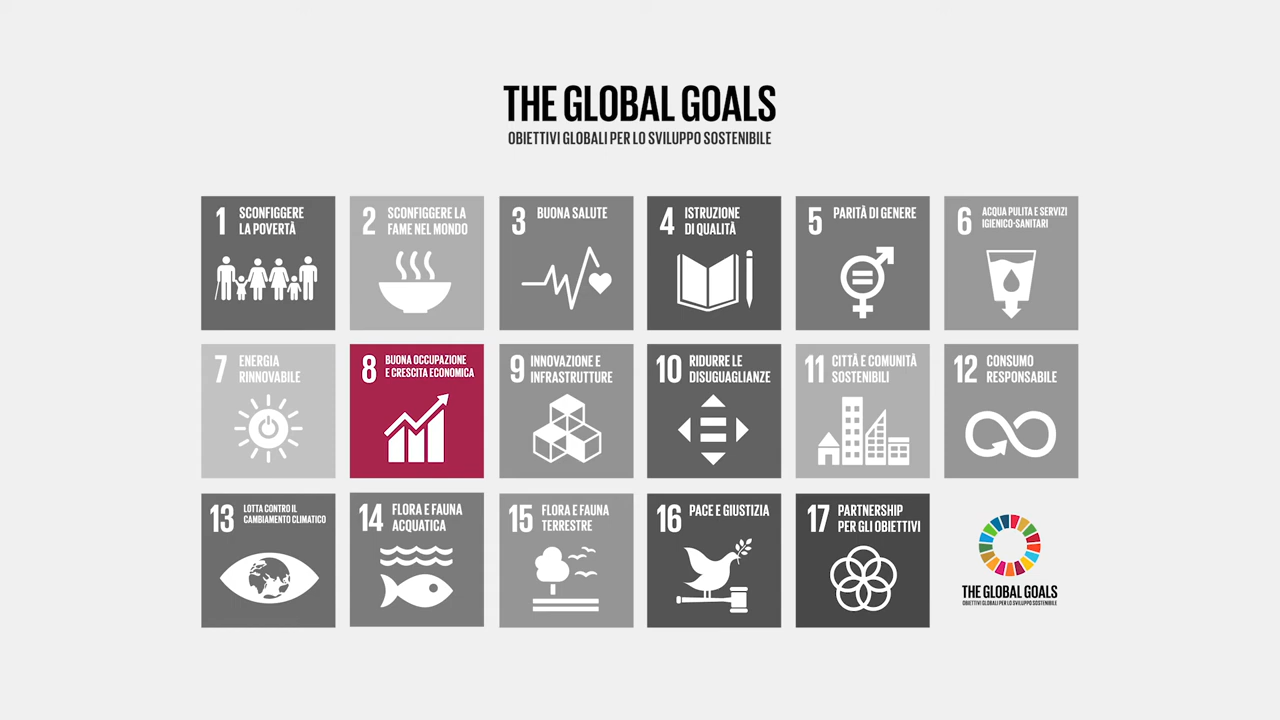 THE GLOBAL GOALS
OBIETTIVI GLOBALI PER LO SVILUPPO SOSTENIBILE
1 SCONFIGGERE
LA POVERTÀ
2 SCONFIGGERE LA
FAME NEL MONDO
3 BUONA SALUTE
4 ISTRUZIONE
DI QUALITÀ
5 PARITÀ DI GENERE
6 ACQUA PULITA E SERVIZI
IGIENICO-SANITARI
7 ENERGIA
RINNOVABILE
8 BUONA OCCUPAZIONE
E CRESCITA ECONOMICA
9 INNOVAZIONE E
INFRASTRUTTURE
10 RIDURRE LE
DISUGUAGLIANZE
11 CITTÀ E COMUNITÀ
SOSTENIBILI
12 CONSUMO
RESPONSABILE
13 LOTTA CONTRO IL
CAMBIAMENTO CLIMATICO
14 FLORA E FAUNA
ACQUATICA
15 FLORA E FAUNA
TERRESTRE
16 PACE E GIUSTIZIA
17 PARTNERSHIP
PER GLI OBIETTIVI
THE GLOBAL GOALS
OBIETTIVI GLOBALI PER LO SVILUPPO SOSTENIBILE